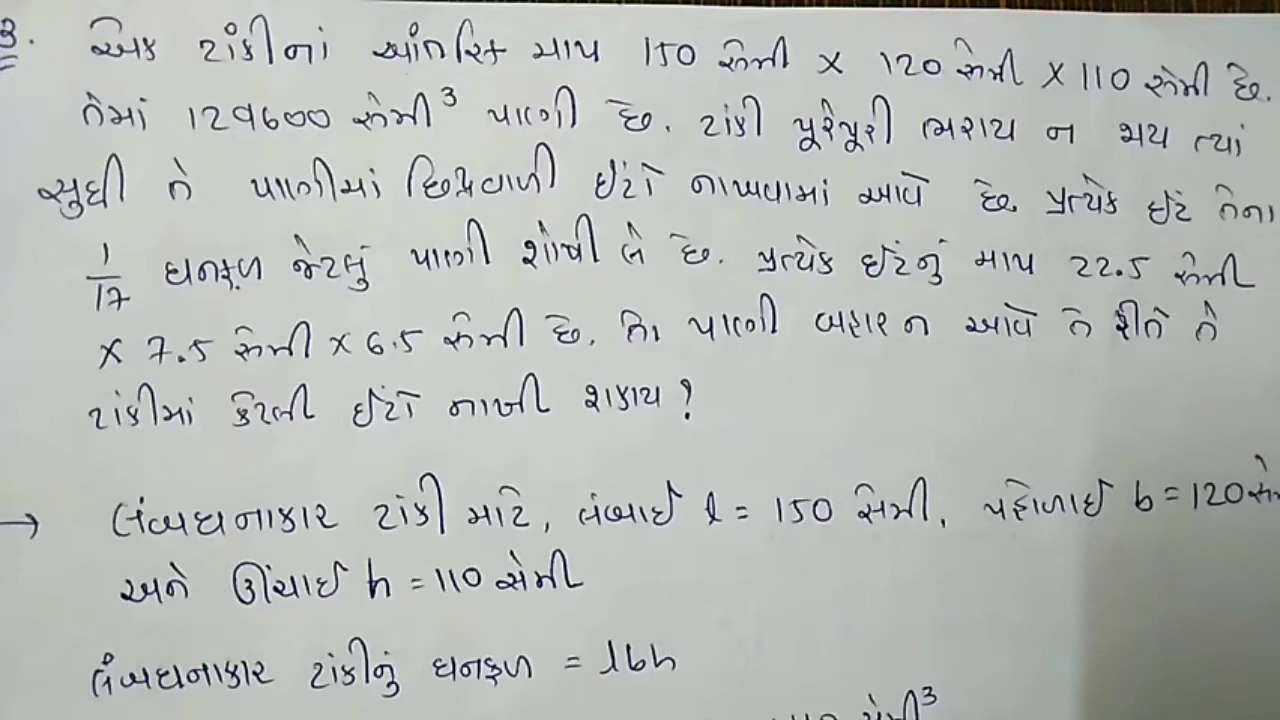 3. એક ટાંકીનાં આંતરિક માપ 150 સેમી × 120 સેમી × 110 સેમી છે.
તેમાં 129600 સેમી³ પાણી છે. ટાંકી પૂરેપૂરી ભરાય ન જાય ત્યાં
સુધી તે પાણીમાં છિદ્રવાળી ઈંટો નાખવામાં આવે છે. પ્રત્યેક ઈંટ તેના
1/17 ઘનફળ જેટલું પાણી શોષી લે છે. પ્રત્યેક ઈંટનું માપ 22.5 સેમી
× 7.5 સેમી × 6.5 સેમી છે. તો પાણી બહાર ન આવે તે રીતે તે
ટાંકીમાં કેટલી ઈંટો નાખી શકાય?
→ લંબઘનાકાર ટાંકી માટે, લંબાઈ l = 150 સેમી, પહોળાઈ b = 120 સેમ
અને ઊંચાઈ h = 110 સેમી
લંબઘનાકાર ટાંકીનું ઘનફળ = lbh
સેમી³